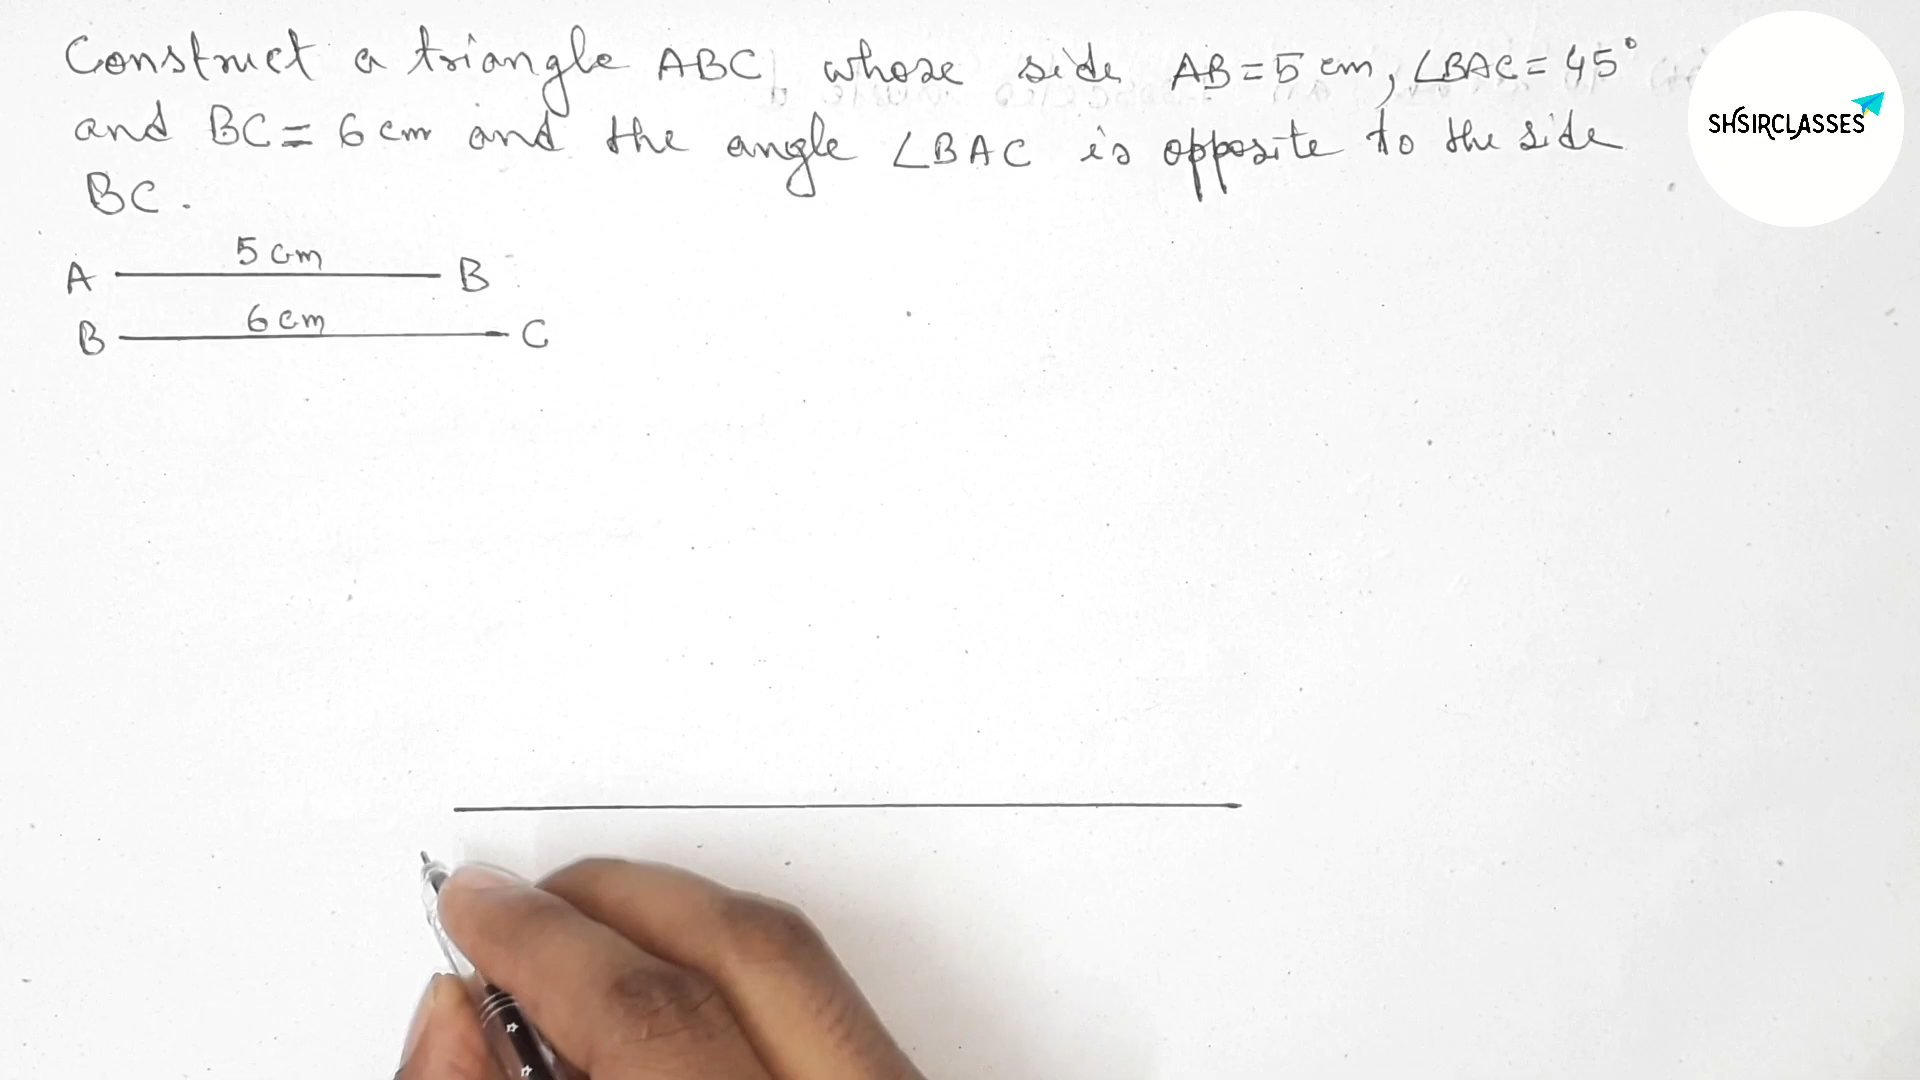 Construct a triangle ABC, whose side AB = 5 cm, ∠BAC = 45°
and BC = 6 cm and the angle ∠BAC is opposite to the side
BC.
5 cm
A B
6 cm
B C
SHSIRCLASSES